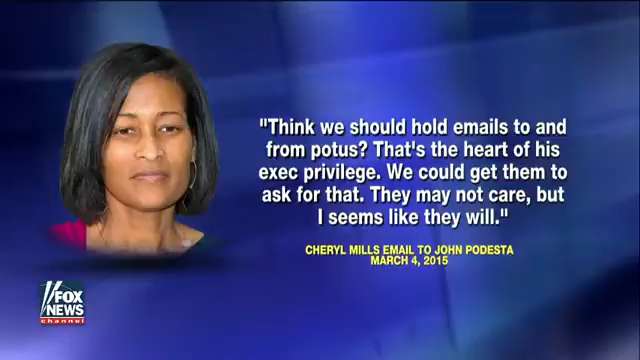 "Think we should hold emails to and
from potus? That's the heart of his
exec privilege. We could get them to
ask for that. They may not care, but
I seems like they will."
CHERYL MILLS EMAIL TO JOHN PODESTA
MARCH 4, 2015
FOX
NEWS
channel